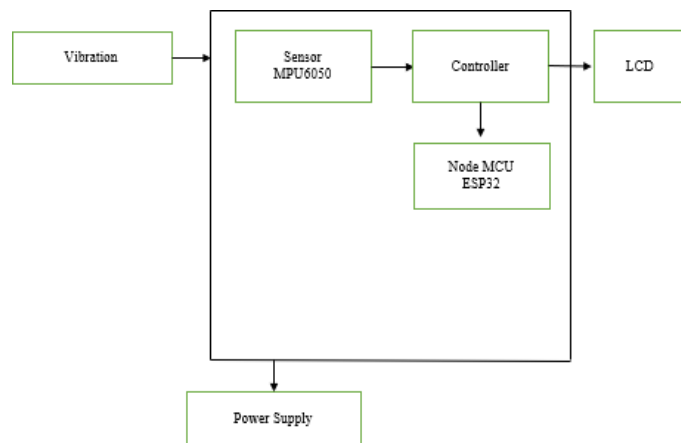 Vibration
Sensor
MPU6050
Controller
LCD
Node MCU
ESP32
Power Supply